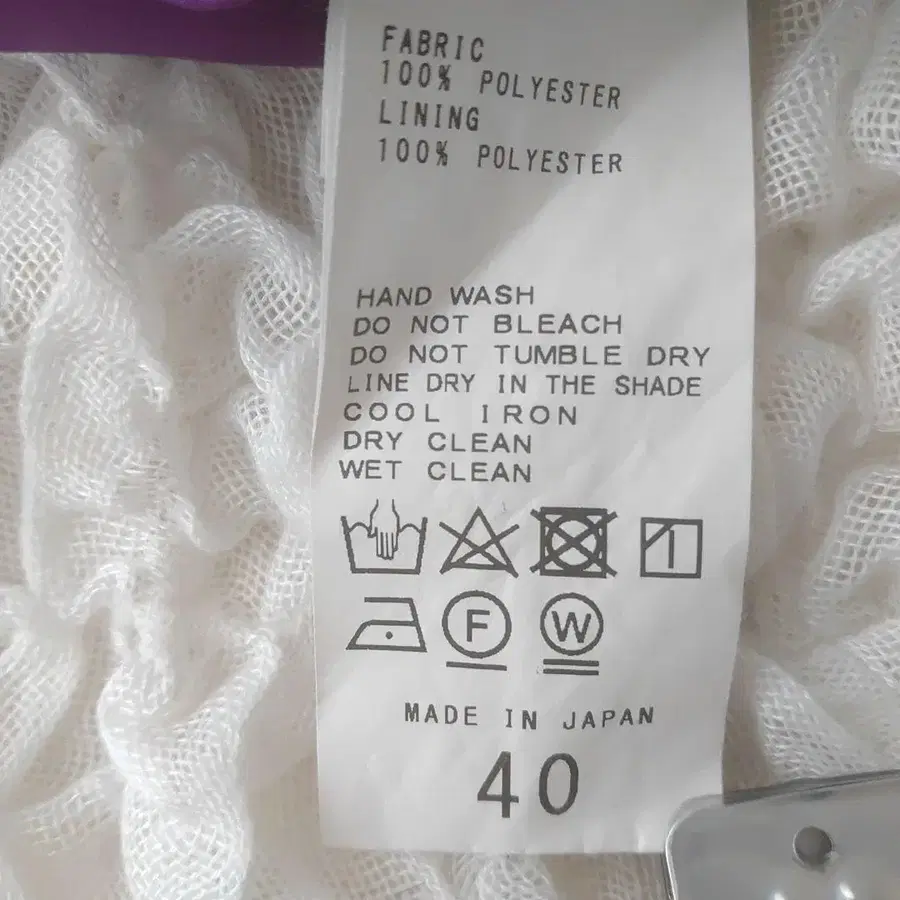 FABRIC
100% POLYESTER
LINING
100% POLYESTER
HAND WASH
DO NOT BLEACH
DO NOT TUMBLE DRY
LINE DRY IN THE SHADE
COOL IRON
DRY CLEAN
WET CLEAN
F W
MADE IN JAPAN
40